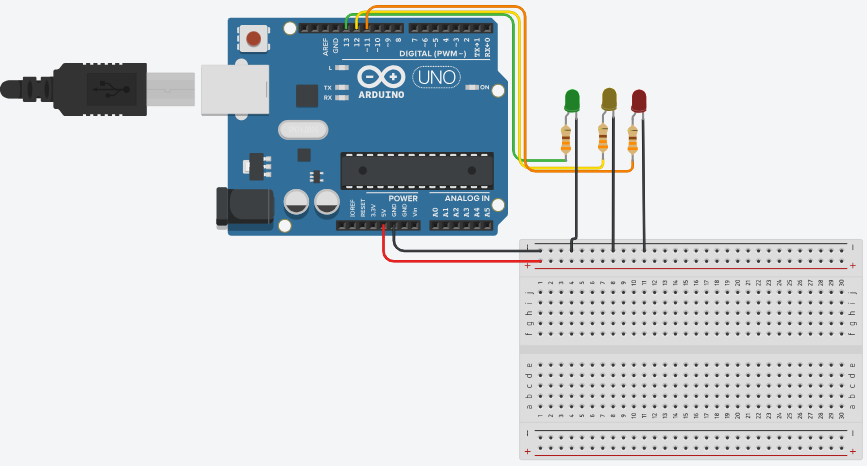 AREF
GND
13
12
~11
~10
~9
8
7
~6
~5
4
~3
2
TX→1
RX←0
DIGITAL (PWM~)
L
TX
RX
UNO
ON
ARDUINO
POWER
ANALOG IN
IOREF
RESET
3.3V
5V
GND
GND
Vin
A0
A1
A2
A3
A4
A5
− −
+ +
1 2 3 4 5 6 7 8 9 10 11 12 13 14 15 16 17 18 19 20 21 22 23 24 25 26 27 28 29 30
j j
i i
h h
g g
f f
e e
d d
c c
b b
a a
1 2 3 4 5 6 7 8 9 10 11 12 13 14 15 16 17 18 19 20 21 22 23 24 25 26 27 28 29 30
− −
+ +